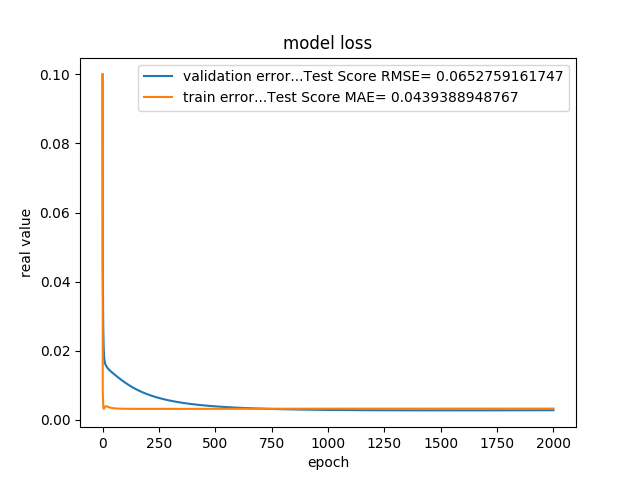 model loss
validation error...Test Score RMSE= 0.0652759161747
train error...Test Score MAE= 0.0439388948767
0.10
0.08
0.06
0.04
0.02
0.00
real value
0 250 500 750 1000 1250 1500 1750 2000
epoch